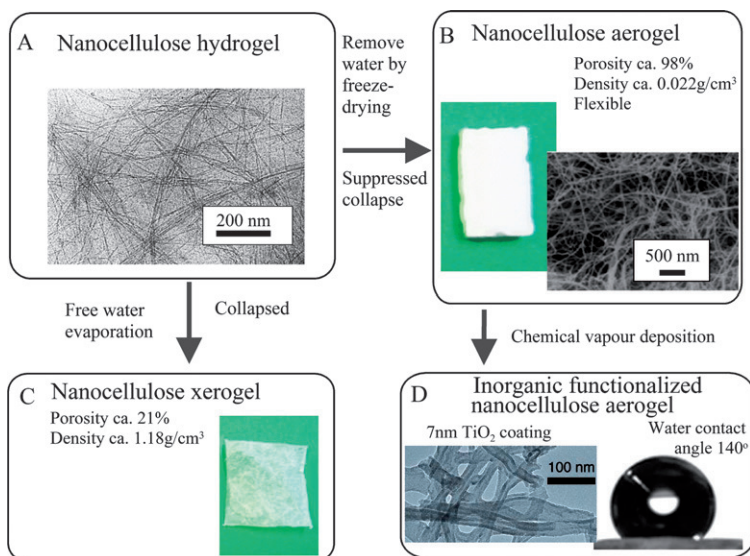 A
Nanocellulose hydrogel
200 nm
Remove
water by
freeze-
drying
Suppressed
collapse
B
Nanocellulose aerogel
Porosity ca. 98%
Density ca. 0.022g/cm³
Flexible
500 nm
Free water
evaporation
Collapsed
Chemical vapour deposition
C
Nanocellulose xerogel
Porosity ca. 21%
Density ca. 1.18g/cm³
D
Inorganic functionalized
nanocellulose aerogel
7nm TiO₂ coating
100 nm
Water contact
angle 140º